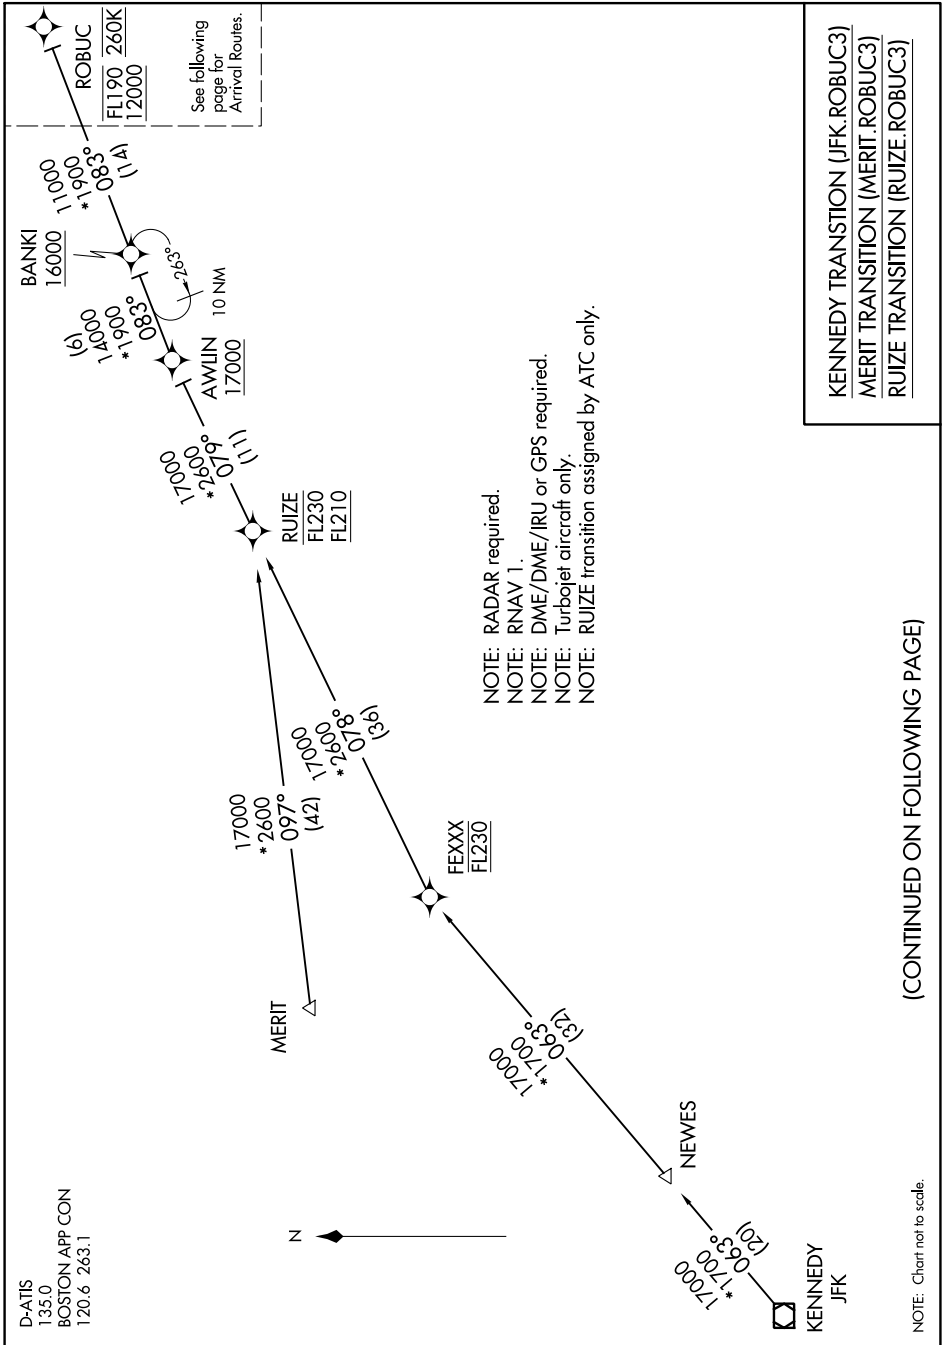 D-ATIS
135.0
BOSTON APP CON
120.6 263.1
ROBUC
FL190 260K
12000
See following
page for
Arrival Routes.
11000
*1900
083°
(14)
BANKI
16000
263°
10 NM
(6)
14000
*1900
083°
AWLIN
17000
17000
*2600
079°
(11)
RUIZE
FL230
FL210
17000
*2600
097°
(42)
MERIT
17000
*2600
078°
(36)
FEXXX
FL230
17000
*1700
063°
(32)
NEWES
17000
*1700
063°
(20)
KENNEDY
JFK
N
NOTE: RADAR required.
NOTE: RNAV 1.
NOTE: DME/DME/IRU or GPS required.
NOTE: Turbojet aircraft only.
NOTE: RUIZE transition assigned by ATC only.
KENNEDY TRANSTION (JFK.ROBUC3)
MERIT TRANSITION (MERIT.ROBUC3)
RUIZE TRANSITION (RUIZE.ROBUC3)
(CONTINUED ON FOLLOWING PAGE)
NOTE: Chart not to scale.